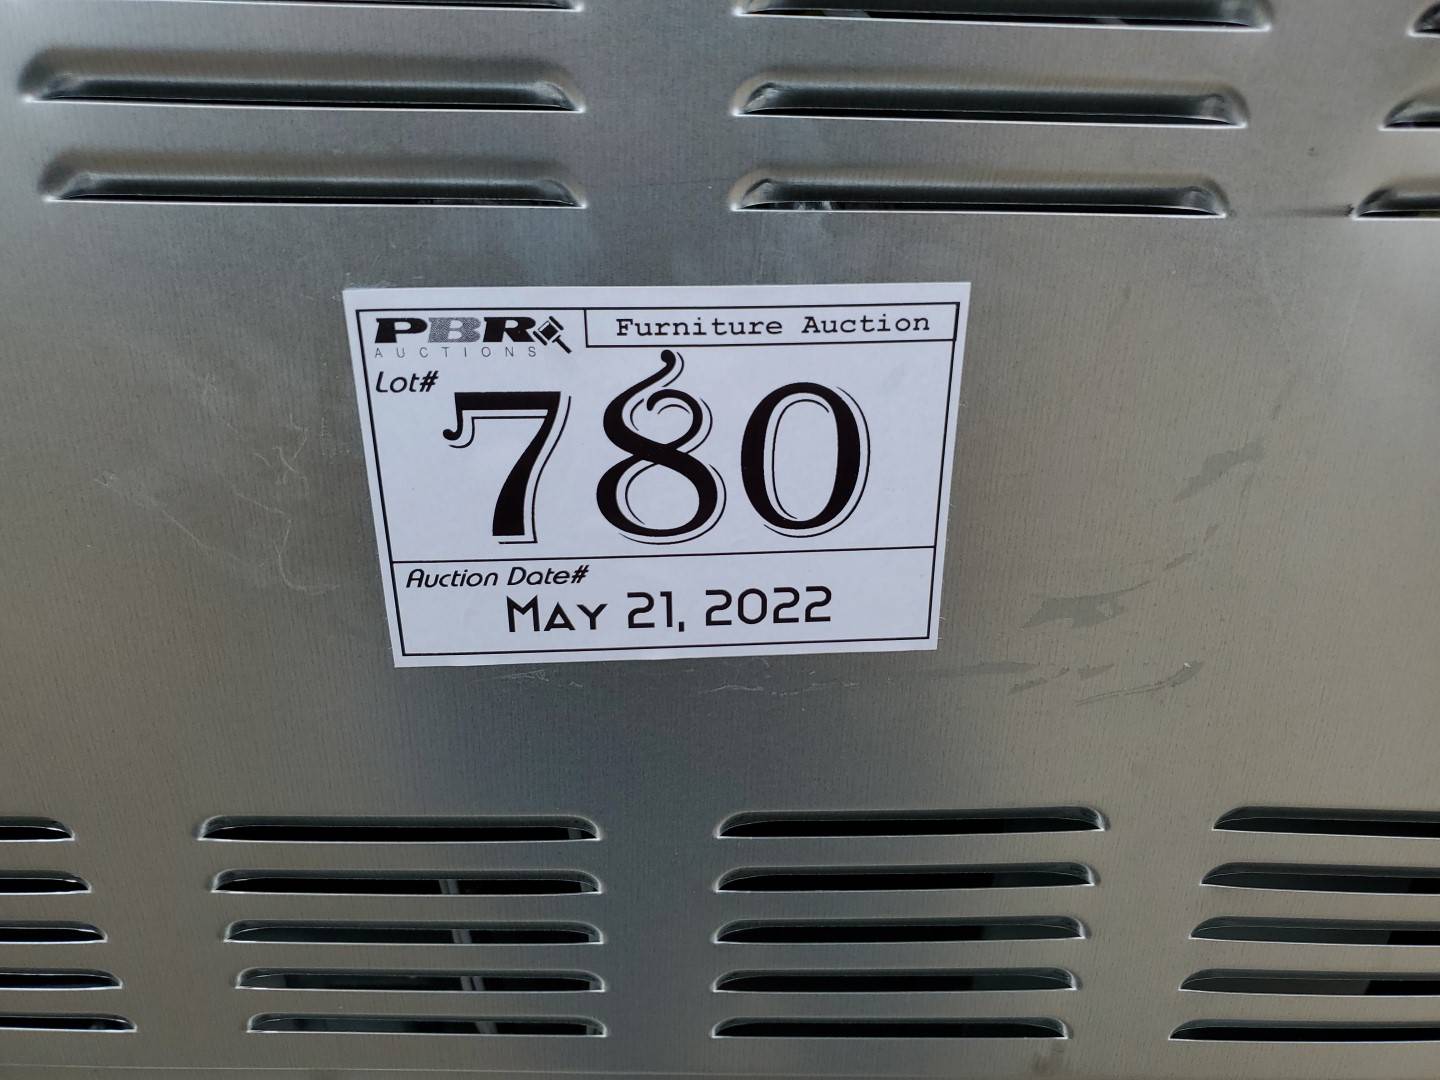 PBR
AUCTIONS
Furniture Auction
Lot#
780
Auction Date#
May 21, 2022